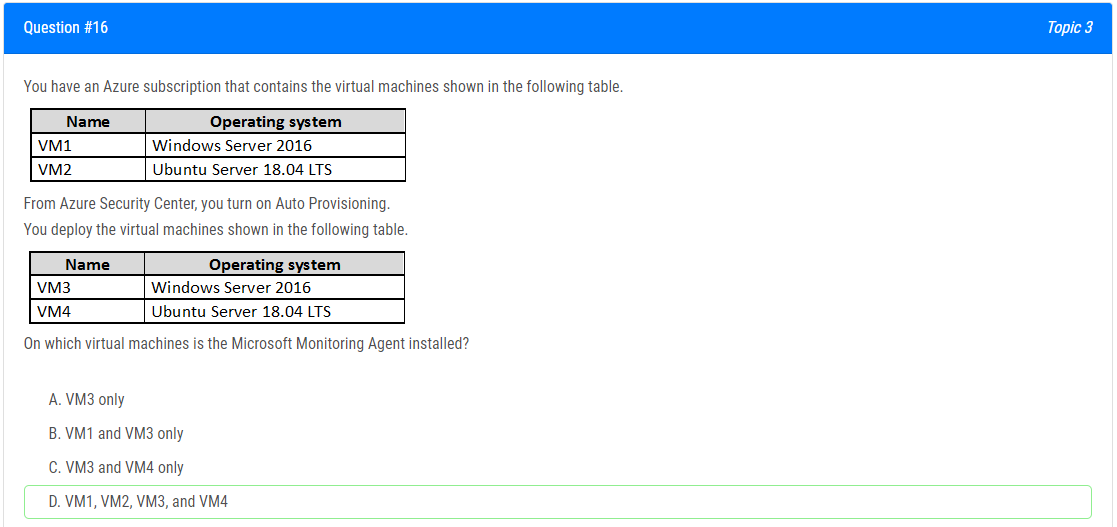 Question #16 Topic 3
You have an Azure subscription that contains the virtual machines shown in the following table.
Name Operating system
VM1 Windows Server 2016
VM2 Ubuntu Server 18.04 LTS
From Azure Security Center, you turn on Auto Provisioning.
You deploy the virtual machines shown in the following table.
Name Operating system
VM3 Windows Server 2016
VM4 Ubuntu Server 18.04 LTS
On which virtual machines is the Microsoft Monitoring Agent installed?
A. VM3 only
B. VM1 and VM3 only
C. VM3 and VM4 only
D. VM1, VM2, VM3, and VM4